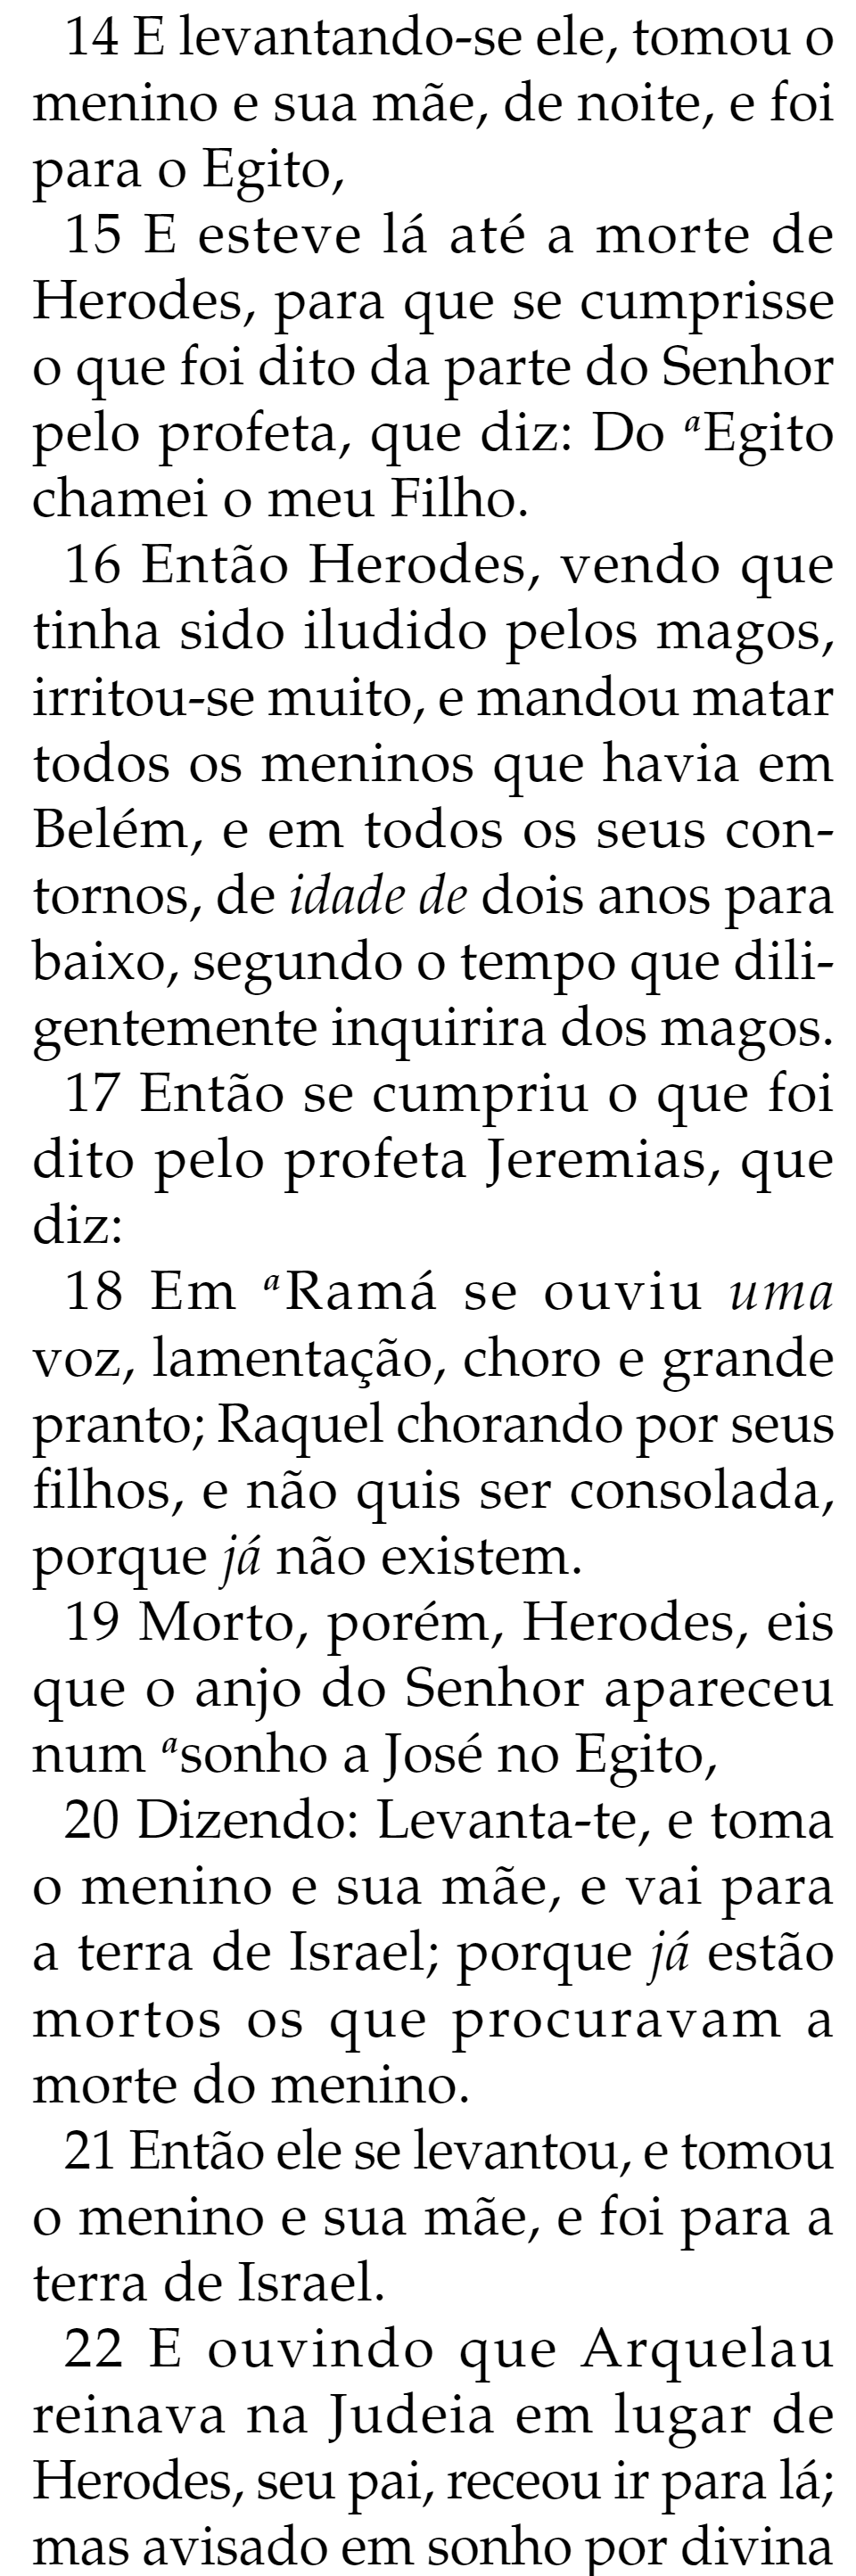 14 E levantando-se ele, tomou o
menino e sua mãe, de noite, e foi
para o Egito,
15 E esteve lá até a morte de
Herodes, para que se cumprisse
o que foi dito da parte do Senhor
pelo profeta, que diz: Do ᵃEgito
chamei o meu Filho.
16 Então Herodes, vendo que
tinha sido iludido pelos magos,
irritou-se muito, e mandou matar
todos os meninos que havia em
Belém, e em todos os seus con-
tornos, de idade de dois anos para
baixo, segundo o tempo que dili-
gentemente inquirira dos magos.
17 Então se cumpriu o que foi
dito pelo profeta Jeremias, que
diz:
18 Em ᵃRamá se ouviu uma
voz, lamentação, choro e grande
pranto; Raquel chorando por seus
filhos, e não quis ser consolada,
porque já não existem.
19 Morto, porém, Herodes, eis
que o anjo do Senhor apareceu
num ᵃsonho a José no Egito,
20 Dizendo: Levanta-te, e toma
o menino e sua mãe, e vai para
a terra de Israel; porque já estão
mortos os que procuravam a
morte do menino.
21 Então ele se levantou, e tomou
o menino e sua mãe, e foi para a
terra de Israel.
22 E ouvindo que Arquelau
reinava na Judeia em lugar de
Herodes, seu pai, receou ir para lá;
mas avisado em sonho por divina